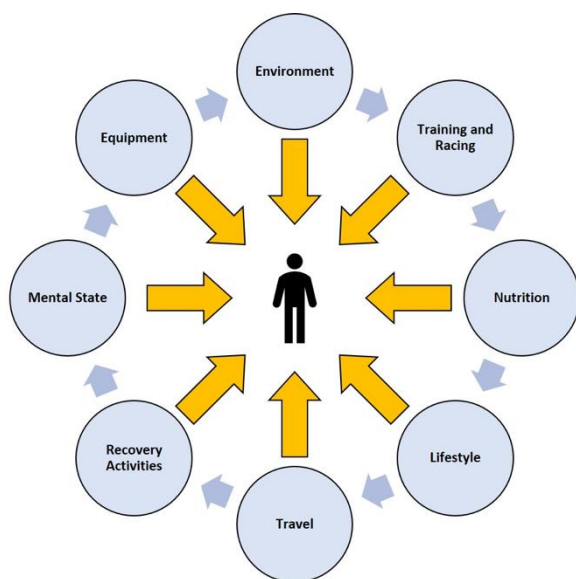 Environment
Training and
Racing
Nutrition
Lifestyle
Travel
Recovery
Activities
Mental State
Equipment